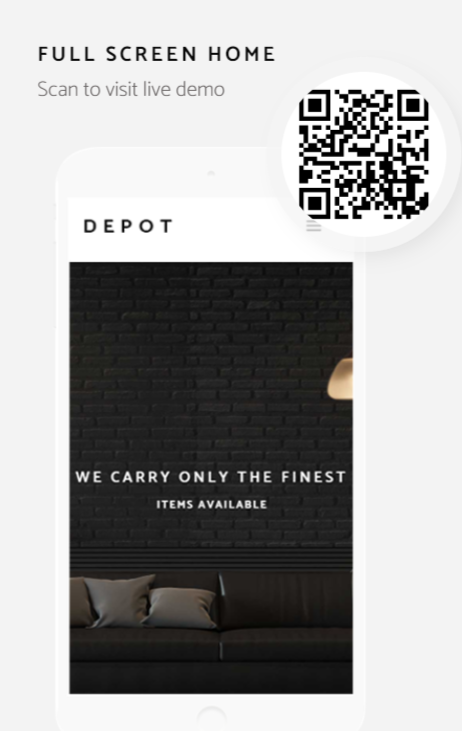 FULL SCREEN HOME
Scan to visit live demo
DEPOT
WE CARRY ONLY THE FINEST
ITEMS AVAILABLE